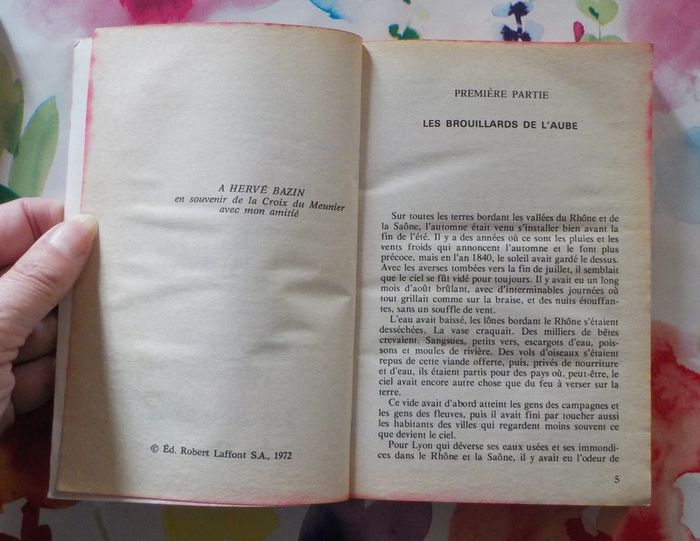 A HERVÉ BAZIN
en souvenir de la Croix du Meunier
avec mon amitié
© Éd. Robert Laffont S.A., 1972
PREMIÈRE PARTIE
LES BROUILLARDS DE L'AUBE
Sur toutes les terres bordant les vallées du Rhône et de
la Saône, l'automne était venu s'installer bien avant la
fin de l'été. Il y a des années où ce sont les pluies et les
vents froids qui annoncent l'automne et le font plus
précoce, mais en l'an 1840, le soleil avait gardé le dessus.
Avec les averses tombées vers la fin de juillet, il semblait
que le ciel se fût vidé pour toujours. Il y avait eu un long
mois d'août brûlant, avec d'interminables journées où
tout grillait comme sur la braise, et des nuits étouffan-
tes, sans un souffle de vent.
L'eau avait baissé, les lônes bordant le Rhône s'étaient
desséchées. La vase craquait. Des milliers de bêtes
crevaient. Sangsues, petits vers, escargots d'eau, pois-
sons et moules de rivière. Des vols d'oiseaux s'étaient
repus de cette viande offerte, puis, privés de nourriture
et d'eau, ils étaient partis pour des pays où, peut-être, le
ciel avait encore autre chose que du feu à verser sur la
terre.
Ce vide avait d'abord atteint les gens des campagnes et
les gens des fleuves, puis il avait fini par toucher aussi
les habitants des villes qui regardent moins souvent ce
que devient le ciel.
Pour Lyon qui déverse ses eaux usées et ses immondi-
ces dans le Rhône et la Saône, il y avait eu l'odeur de
5